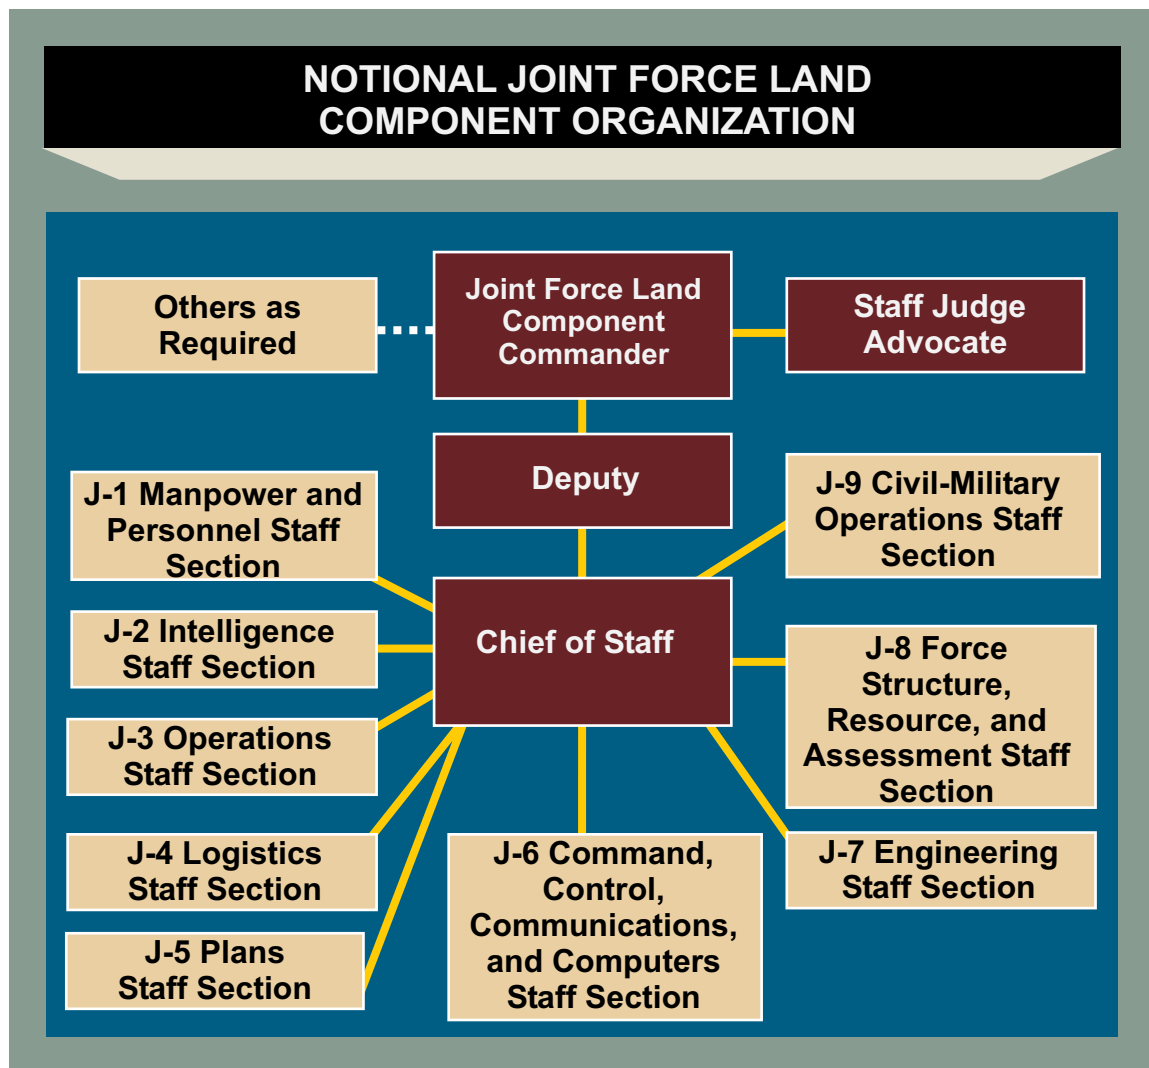 NOTIONAL JOINT FORCE LAND
COMPONENT ORGANIZATION
Others as
Required
Joint Force Land
Component
Commander
Staff Judge
Advocate
Deputy
J-1 Manpower and
Personnel Staff
Section
J-9 Civil-Military
Operations Staff
Section
Chief of Staff
J-2 Intelligence
Staff Section
J-8 Force
Structure,
Resource, and
Assessment Staff
Section
J-3 Operations
Staff Section
J-4 Logistics
Staff Section
J-6 Command,
Control,
Communications,
and Computers
Staff Section
J-7 Engineering
Staff Section
J-5 Plans
Staff Section